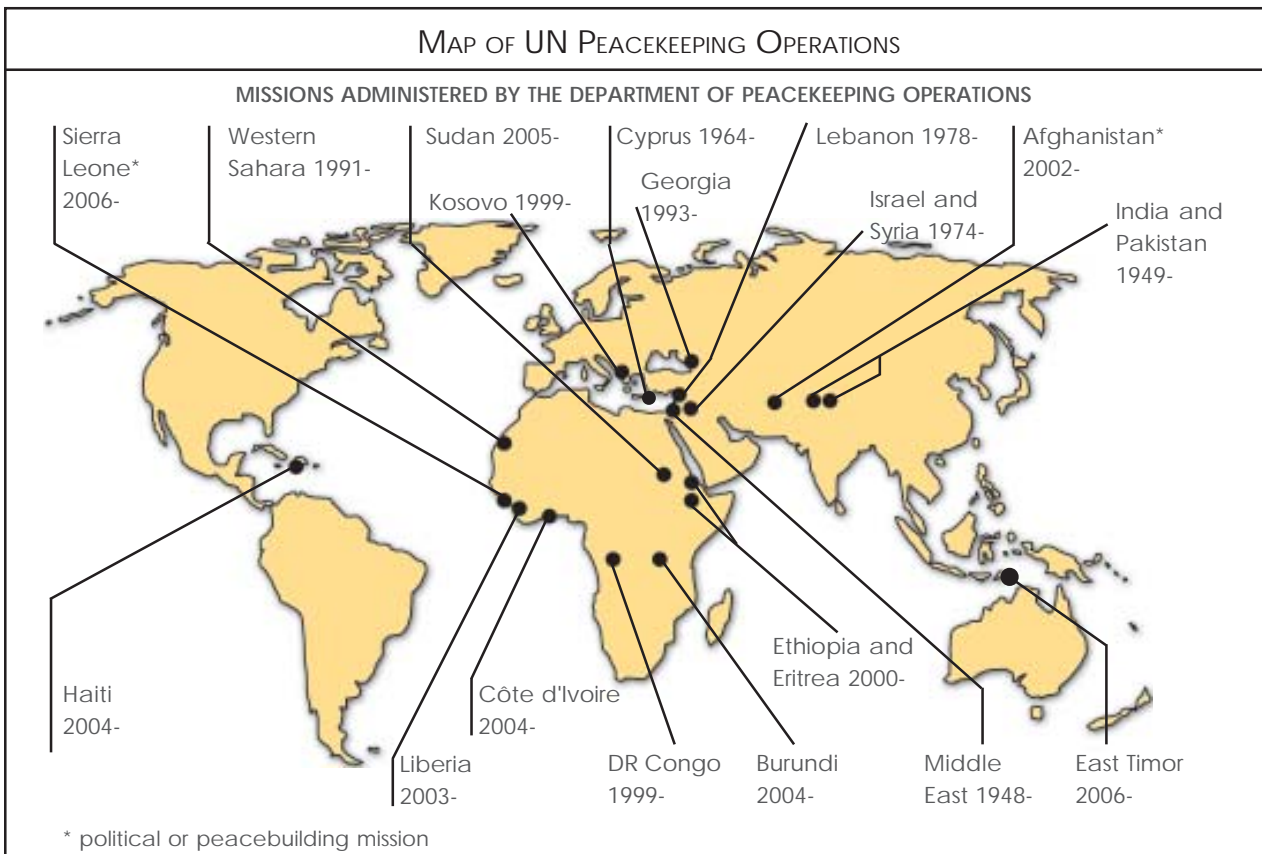 MAP OF UN PEACEKEEPING OPERATIONS
MISSIONS ADMINISTERED BY THE DEPARTMENT OF PEACEKEEPING OPERATIONS
Sierra
Leone*
2006-
Western
Sahara 1991-
Sudan 2005-
Cyprus 1964-
Lebanon 1978-
Afghanistan*
2002-
Kosovo 1999-
Georgia
1993-
Israel and
Syria 1974-
India and
Pakistan
1949-
Haiti
2004-
Côte d'Ivoire
2004-
Ethiopia and
Eritrea 2000-
Liberia
2003-
DR Congo
1999-
Burundi
2004-
Middle
East 1948-
East Timor
2006-
* political or peacebuilding mission